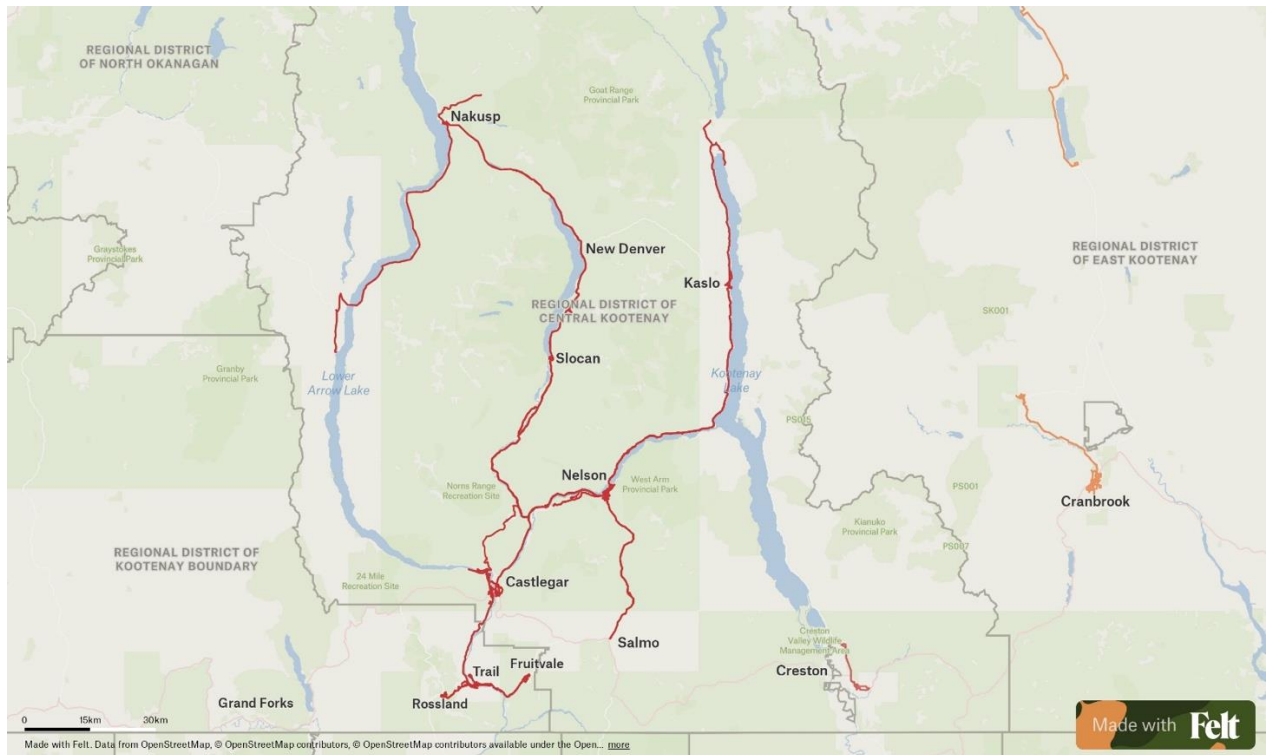 REGIONAL DISTRICT
OF NORTH OKANAGAN
Goat Range
Provincial Park
Nakusp
Graystokes
Provincial Park
New Denver
REGIONAL DISTRICT
OF EAST KOOTENAY
Kaslo
REGIONAL DISTRICT OF
CENTRAL KOOTENAY
SK001
Slocan
Granby
Provincial Park
Lower
Arrow Lake
Kootenay
Lake
PS015
Nelson
West Arm
Provincial Park
Norns Range
Recreation Site
PS001
Cranbrook
Kianuko
Provincial Park
PS007
REGIONAL DISTRICT OF
KOOTENAY BOUNDARY
24 Mile
Recreation Site
Castlegar
Creston
Valley Wildlife
Management Area
Salmo
Fruitvale
Trail
Creston
Grand Forks
Rossland
0 15km 30km
Made with Felt
Made with Felt. Data from OpenStreetMap, © OpenStreetMap contributors, © OpenStreetMap contributors available under the Open... more